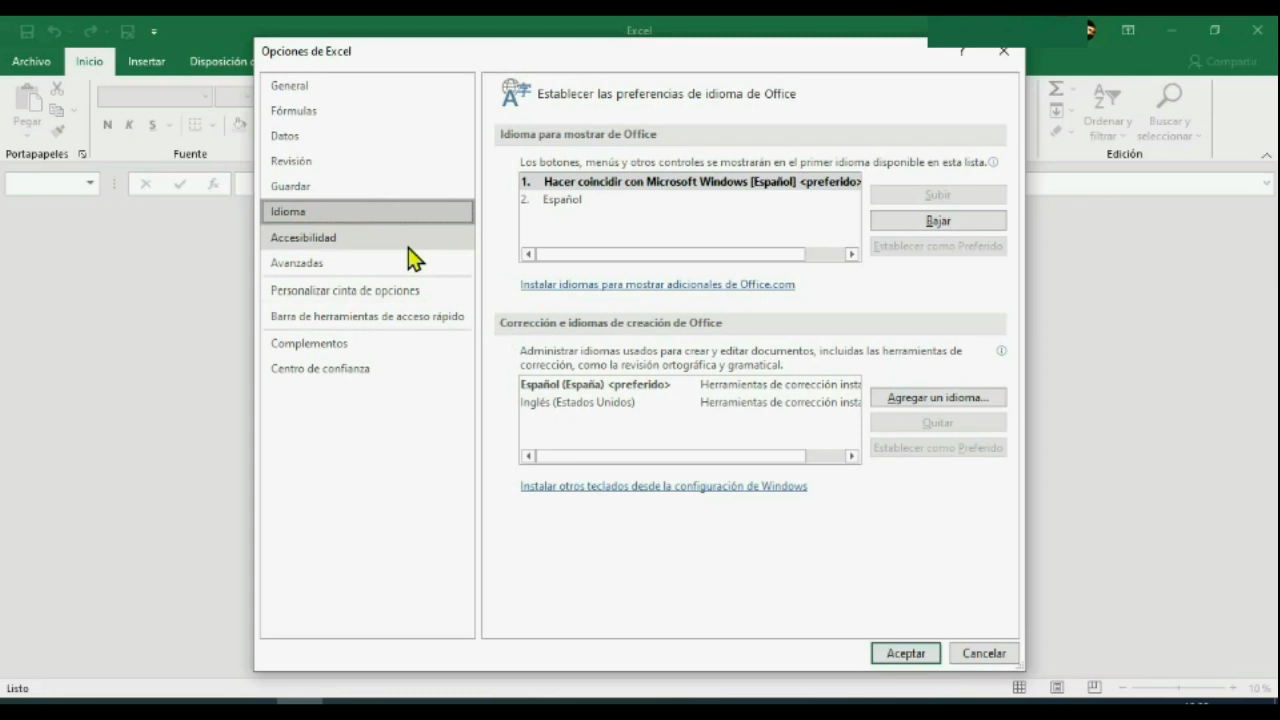 Excel
Archivo
Inicio
Insertar
Disposición
Compartir
Pegar
N K S
Portapapeles
Fuente
Ordenar y
filtrar
Buscar y
seleccionar
Edición
fx
Opciones de Excel
?
General
Fórmulas
Datos
Revisión
Guardar
Idioma
Accesibilidad
Avanzadas
Personalizar cinta de opciones
Barra de herramientas de acceso rápido
Complementos
Centro de confianza
Establecer las preferencias de idioma de Office
Idioma para mostrar de Office
Los botones, menús y otros controles se mostrarán en el primer idioma disponible en esta lista.
1. Hacer coincidir con Microsoft Windows [Español] <preferido>
2. Español
Subir
Bajar
Establecer como Preferido
Instalar idiomas para mostrar adicionales de Office.com
Corrección e idiomas de creación de Office
Administrar idiomas usados para crear y editar documentos, incluidas las herramientas de
corrección, como la revisión ortográfica y gramatical.
Español (España) <preferido> Herramientas de corrección insta
Inglés (Estados Unidos) Herramientas de corrección insta
Agregar un idioma...
Quitar
Establecer como Preferido
Instalar otros teclados desde la configuración de Windows
Aceptar
Cancelar
Listo
10 %